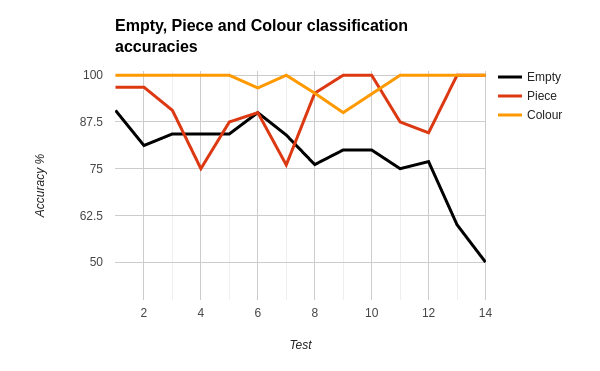 Empty, Piece and Colour classification
accuracies
100
87.5
75
62.5
50
Accuracy %
2 4 6 8 10 12 14
Test
Empty
Piece
Colour